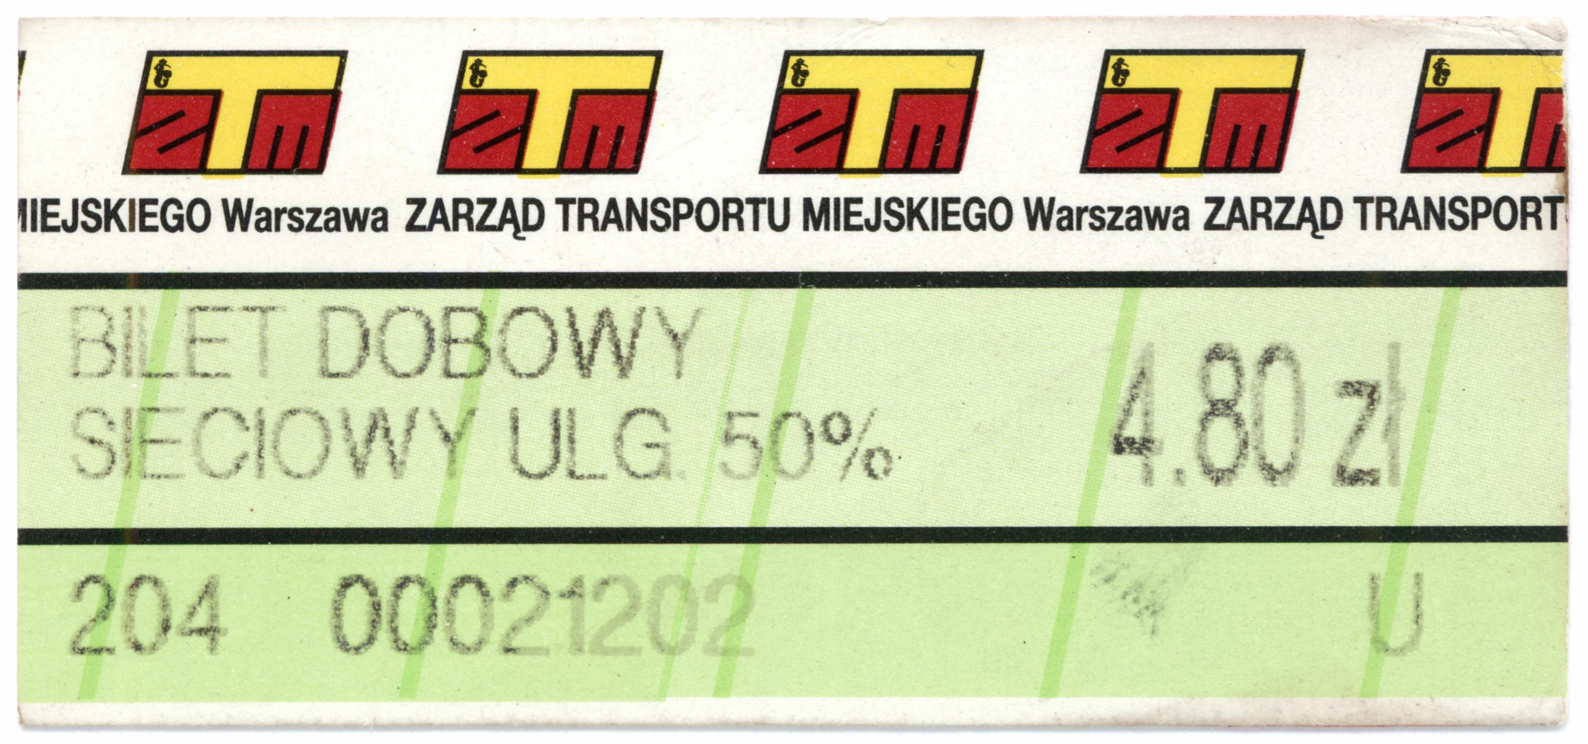 ZTM ZTM ZTM ZTM ZTM
MIEJSKIEGO Warszawa ZARZĄD TRANSPORTU MIEJSKIEGO Warszawa ZARZĄD TRANSPORT
BILET DOBOWY
SIECIOWY ULG. 50%
4.80 zł
204 00021202 U